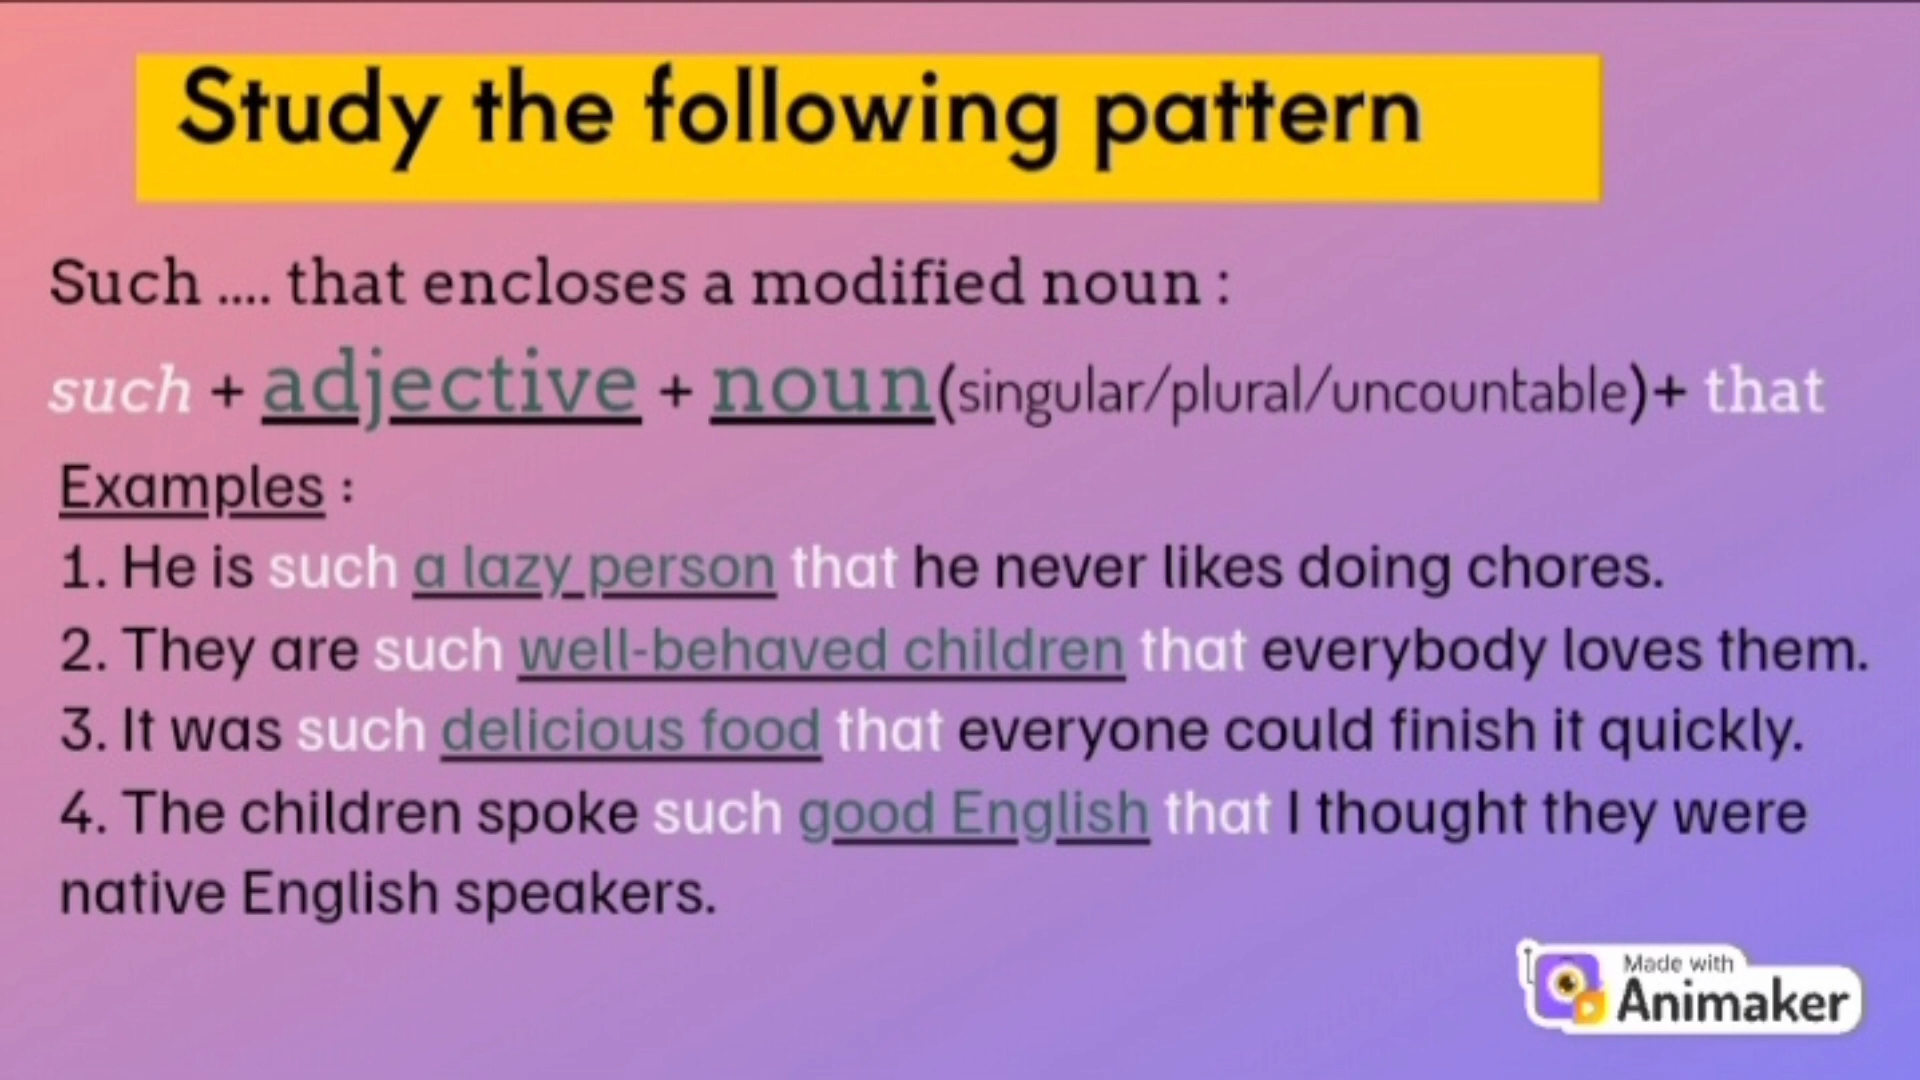 Study the following pattern
Such .... that encloses a modified noun :
such + adjective + noun(singular/plural/uncountable)+ that
Examples :
1. He is such a lazy person that he never likes doing chores.
2. They are such well-behaved children that everybody loves them.
3. It was such delicious food that everyone could finish it quickly.
4. The children spoke such good English that I thought they were
native English speakers.
Made with
Animaker